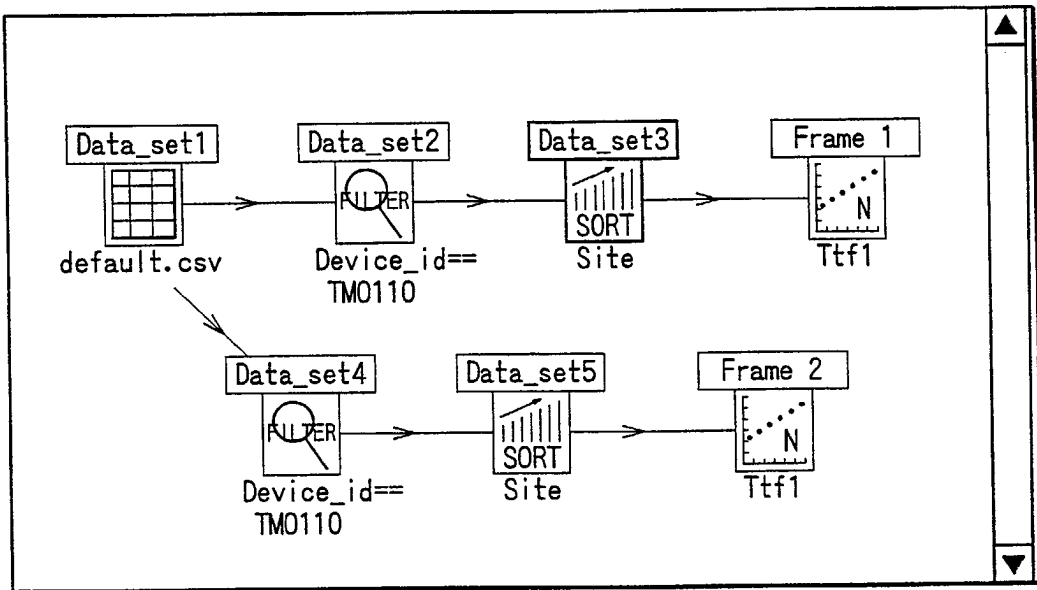 Data_set1
default.csv
Data_set2
FILTER
Device_id==
TM0110
Data_set3
SORT
Site
Frame 1
N
Ttf1
Data_set4
FILTER
Device_id==
TM0110
Data_set5
SORT
Site
Frame 2
N
Ttf1